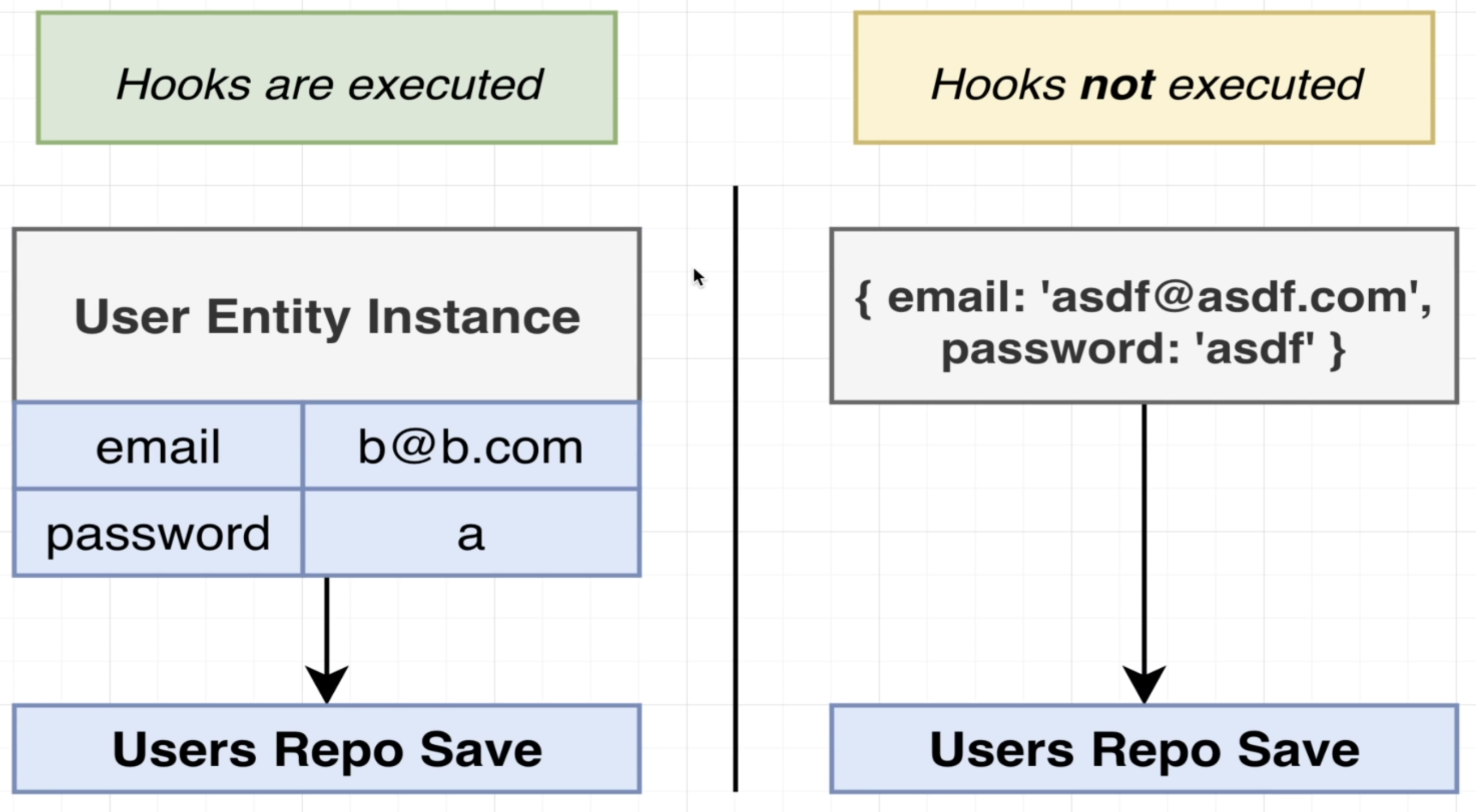 Hooks are executed
Hooks not executed
User Entity Instance
email
b@b.com
password
a
Users Repo Save
{ email: 'asdf@asdf.com',
password: 'asdf' }
Users Repo Save